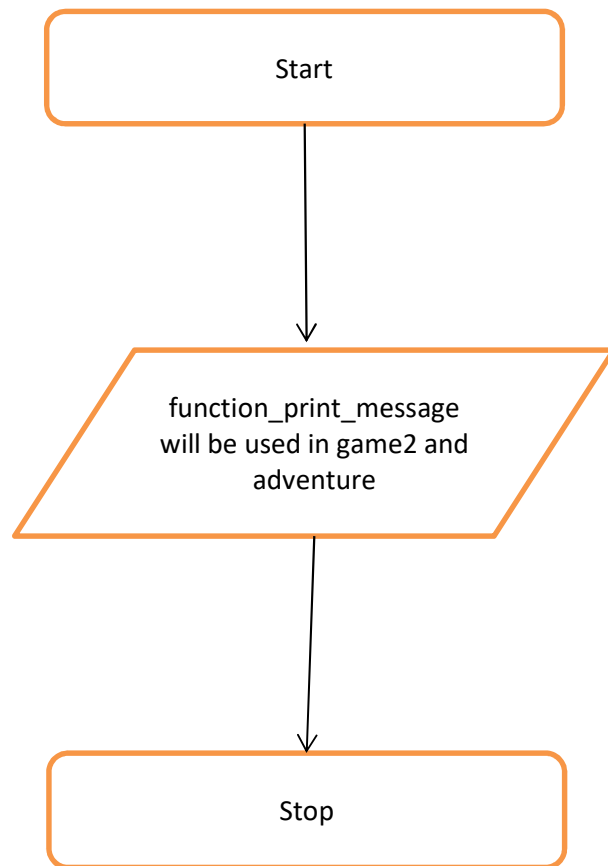 Start
function_print_message
will be used in game2 and
adventure
Stop